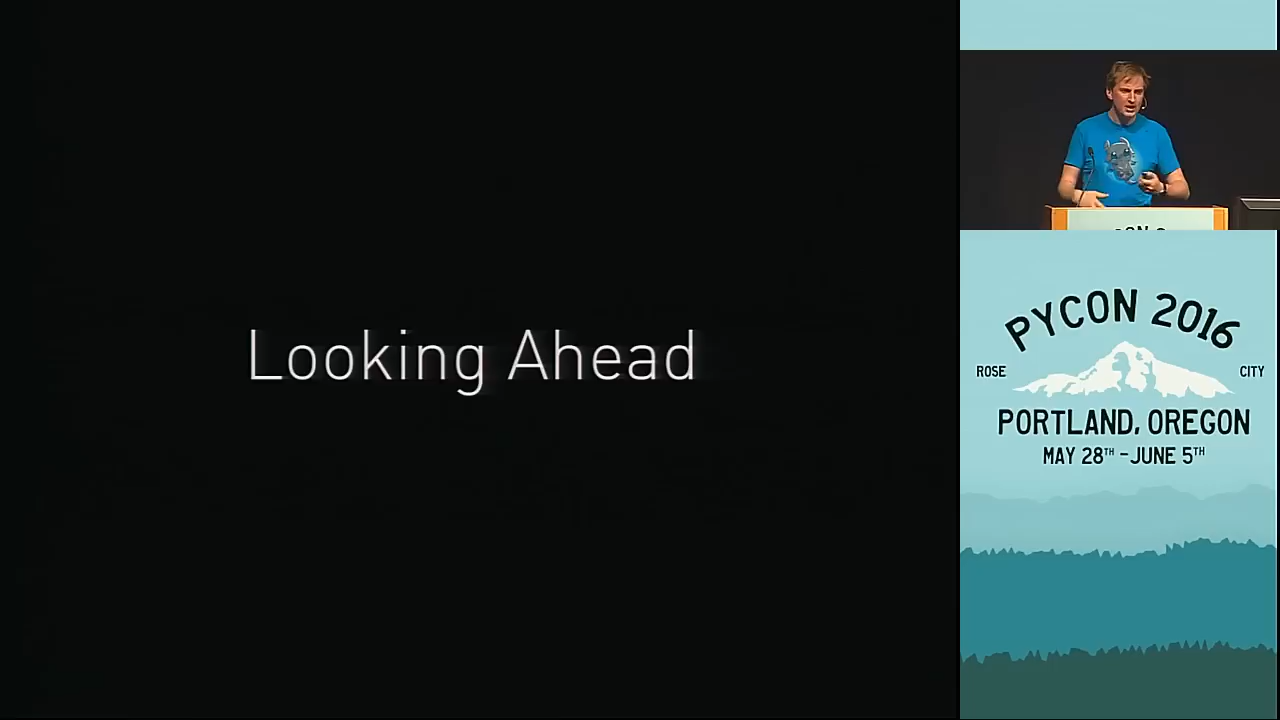 Looking Ahead
PYCON 2016
ROSE CITY
PORTLAND, OREGON
MAY 28TH - JUNE 5TH